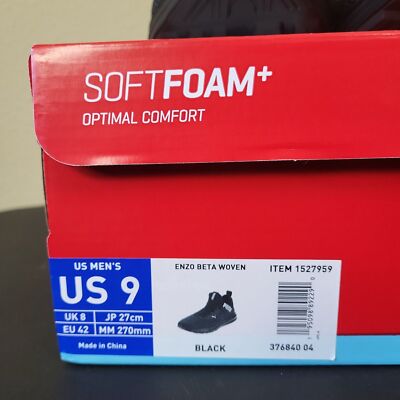 SOFTFOAM+
OPTIMAL COMFORT
US MEN'S
US 9
UK 8 JP 27cm
EU 42 MM 270mm
Made in China
ENZO BETA WOVEN
ITEM 1527959
BLACK
376840 04